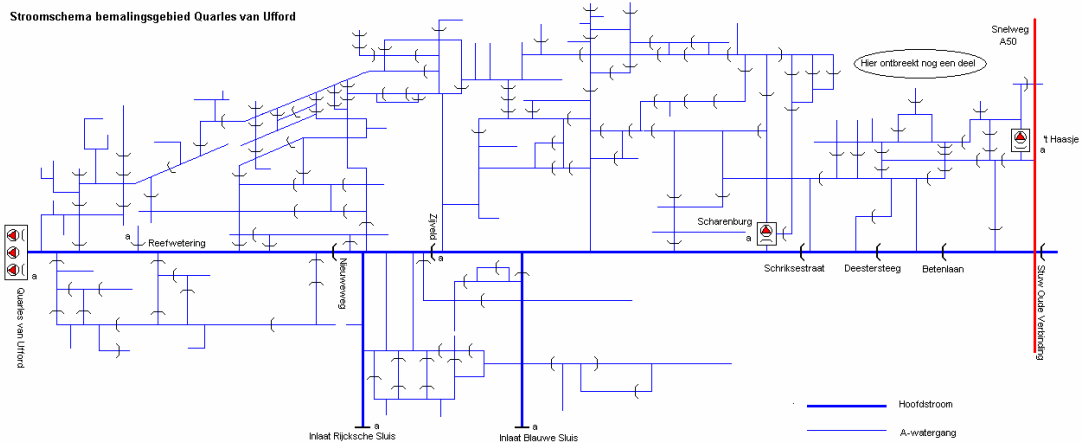 Stroomschema bemalingsgebied Quarles van Ufford
Snelweg
A50
Hier ontbreekt nog een deel
't Haasje
a
Scharenburg
a
Zijveld
a
Reefwetering
a
a
Quarles van Ufford
Nieuweweg
a
Schriksestraat
Deestersteeg
Betenlaan
Stuw Oude Verbinding
a
Inlaat Rijcksche Sluis
a
Inlaat Blauwe Sluis
Hoofdstroom
A-watergang